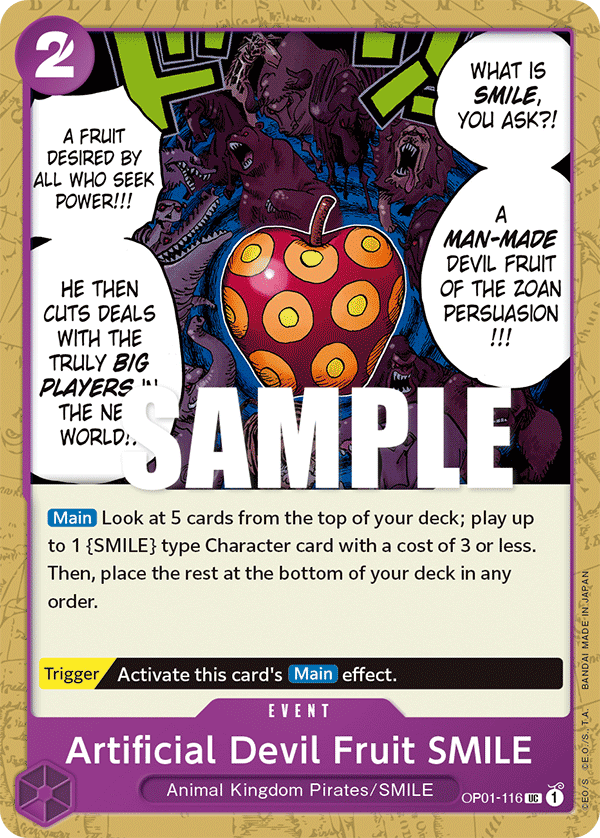 2
WHAT IS
SMILE,
YOU ASK?!
A FRUIT
DESIRED BY
ALL WHO SEEK
POWER!!!
A
MAN-MADE
DEVIL FRUIT
OF THE ZOAN
PERSUASION
!!!
HE THEN
CUTS DEALS
WITH THE
TRULY BIG
PLAYERS IN
THE NE
WORLD!
SAMPLE
Main Look at 5 cards from the top of your deck; play up
to 1 {SMILE} type Character card with a cost of 3 or less.
Then, place the rest at the bottom of your deck in any
order.
Trigger Activate this card's Main effect.
EVENT
Artificial Devil Fruit SMILE
Animal Kingdom Pirates/SMILE
OP01-116 UC 1
©E.O./S. ©E.O./S.,T.A. BANDAI MADE IN JAPAN